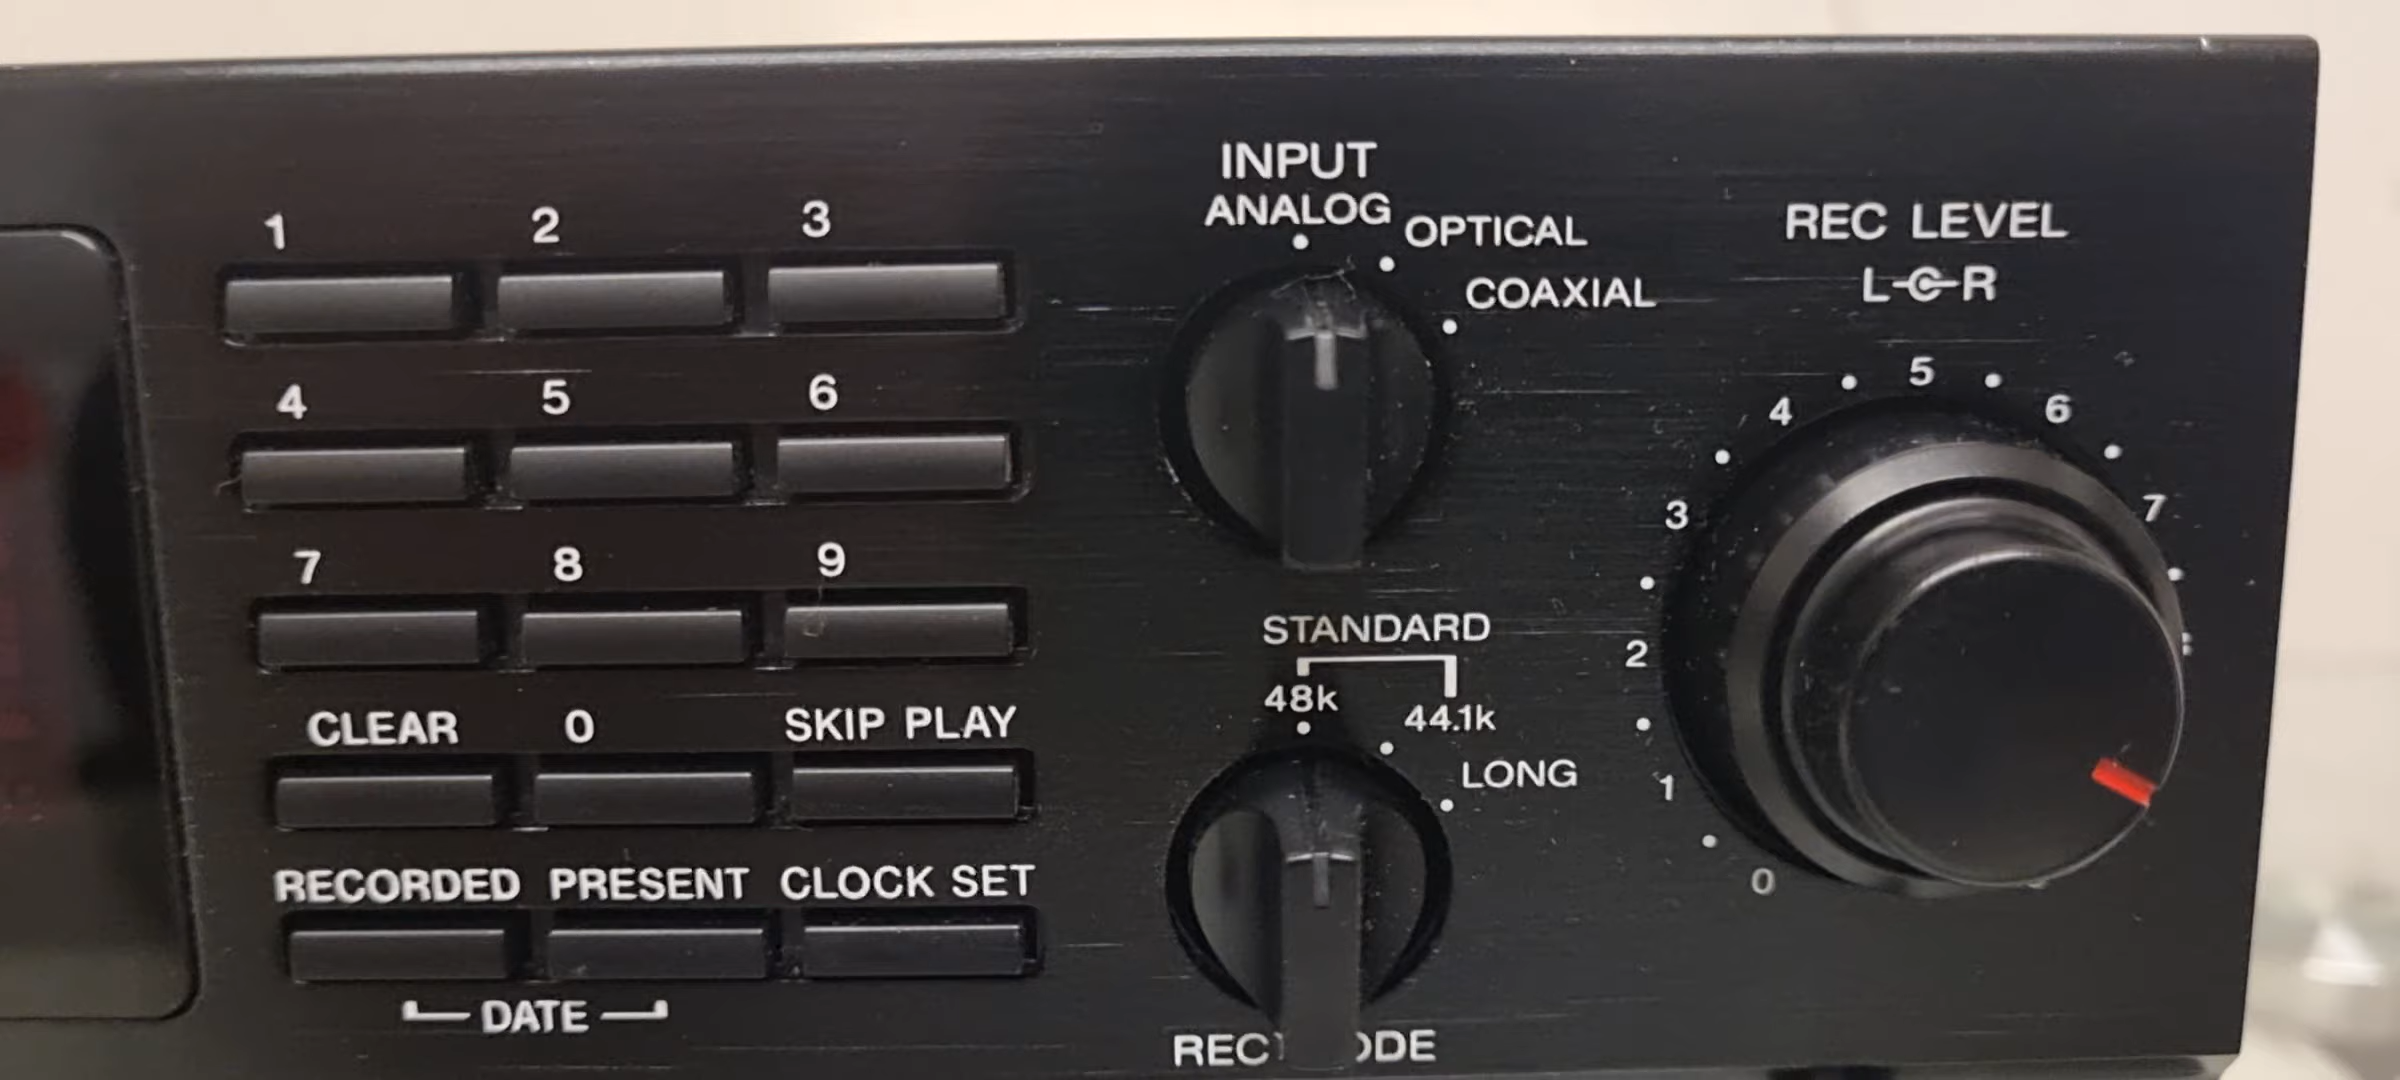 1 2 3
4 5 6
7 8 9
CLEAR 0 SKIP PLAY
RECORDED PRESENT CLOCK SET
DATE
INPUT
ANALOG
OPTICAL
COAXIAL
STANDARD
48k
44.1k
LONG
REC
REC LEVEL
L R
5
4 6
3 7
2
1
0